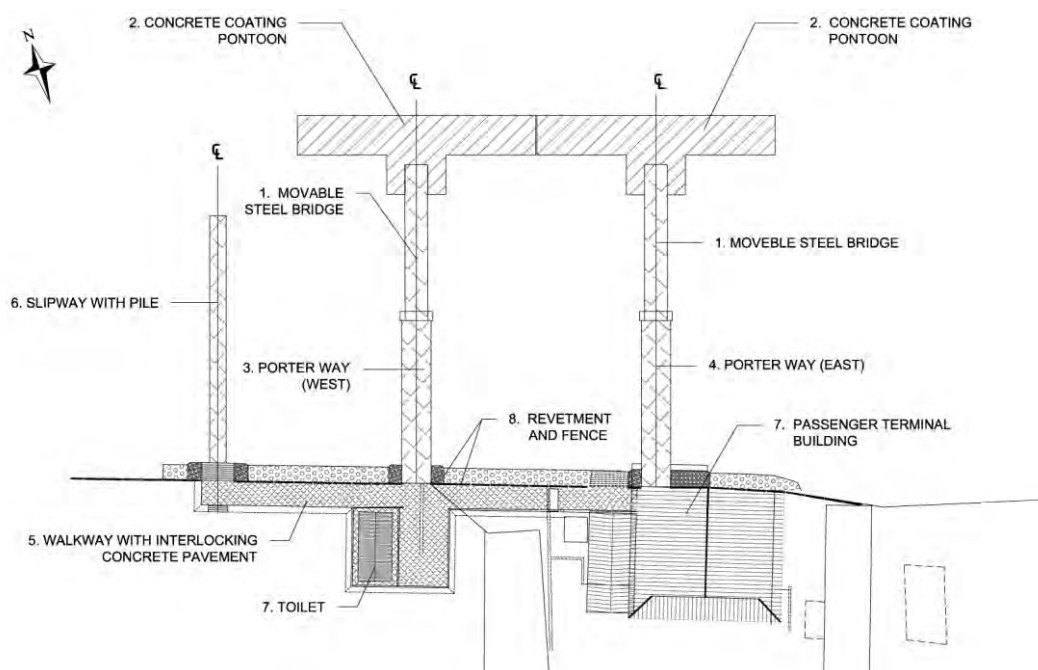 2. CONCRETE COATING
PONTOON
2. CONCRETE COATING
PONTOON
N
℄
℄
℄
1. MOVABLE
STEEL BRIDGE
1. MOVEBLE STEEL BRIDGE
6. SLIPWAY WITH PILE
3. PORTER WAY
(WEST)
4. PORTER WAY (EAST)
8. REVETMENT
AND FENCE
7. PASSENGER TERMINAL
BUILDING
5. WALKWAY WITH INTERLOCKING
CONCRETE PAVEMENT
7. TOILET